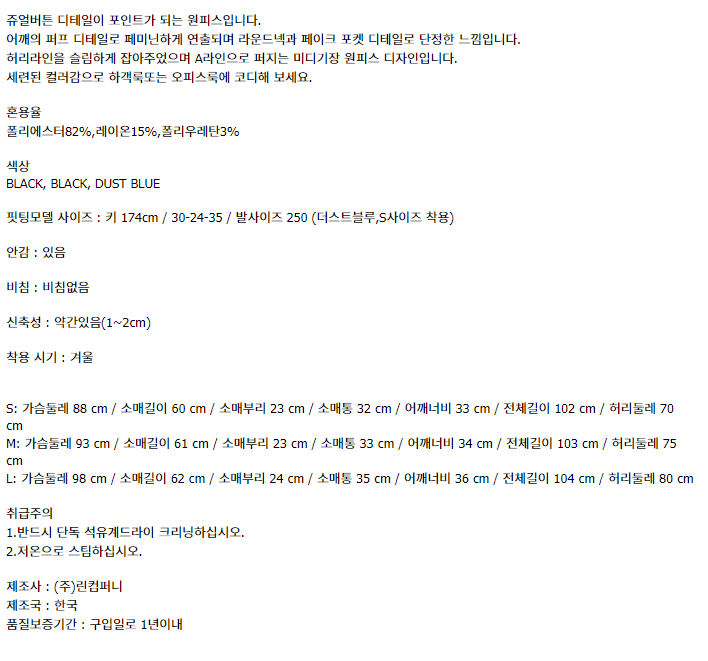 쥬얼버튼 디테일이 포인트가 되는 원피스입니다.
어깨의 퍼프 디테일로 페미닌하게 연출되며 라운드넥과 페이크 포켓 디테일로 단정한 느낌입니다.
허리라인을 슬림하게 잡아주었으며 A라인으로 퍼지는 미디기장 원피스 디자인입니다.
세련된 컬러감으로 하객룩또는 오피스룩에 코디해 보세요.
혼용율
폴리에스터82%,레이온15%,폴리우레탄3%
색상
BLACK, BLACK, DUST BLUE
핏팅모델 사이즈 : 키 174cm / 30-24-35 / 발사이즈 250 (더스트블루,S사이즈 착용)
안감 : 있음
비침 : 비침없음
신축성 : 약간있음(1~2cm)
착용 시기 : 겨울
S: 가슴둘레 88 cm / 소매길이 60 cm / 소매부리 23 cm / 소매통 32 cm / 어깨너비 33 cm / 전체길이 102 cm / 허리둘레 70
cm
M: 가슴둘레 93 cm / 소매길이 61 cm / 소매부리 23 cm / 소매통 33 cm / 어깨너비 34 cm / 전체길이 103 cm / 허리둘레 75
cm
L: 가슴둘레 98 cm / 소매길이 62 cm / 소매부리 24 cm / 소매통 35 cm / 어깨너비 36 cm / 전체길이 104 cm / 허리둘레 80 cm
취급주의
1.반드시 단독 석유계드라이 크리닝하십시오.
2.저온으로 스팀하십시오.
제조사 : (주)린컴퍼니
제조국 : 한국
품질보증기간 : 구입일로 1년이내